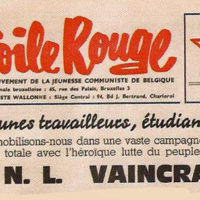 oile Rouge
UVEMENT DE LA JEUNESSE COMMUNISTE DE BELGIQUE
nale bruxelloise : 65, rue des Palais, Bruxelles 3
ISTE WALLONNE : Siège Central : 94, Bd J. Bertrand, Charleroi
unes travailleurs, étudian
nobilisons-nous dans une vaste campagne
totale avec l'héroïque lutte du peuple
N. L. VAINCRA